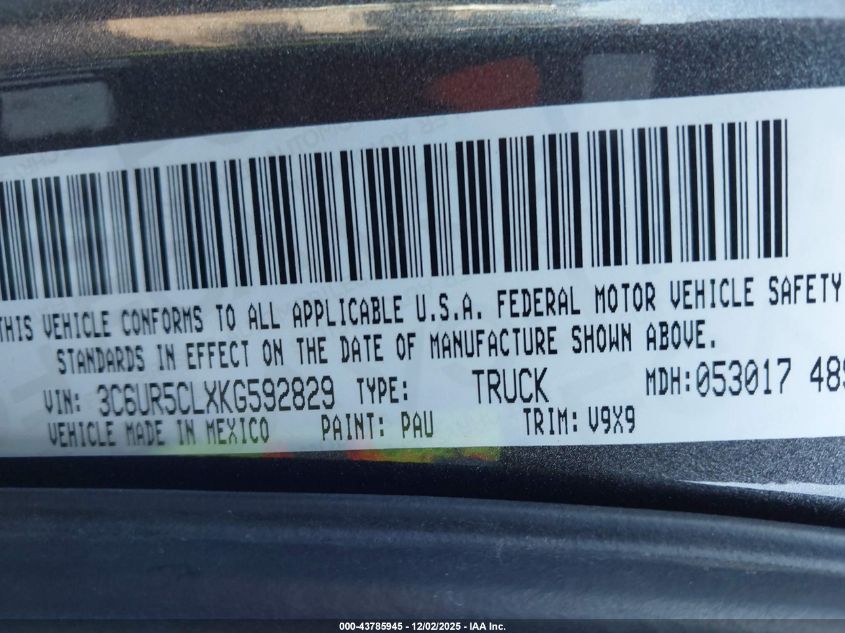 THIS VEHICLE CONFORMS TO ALL APPLICABLE U.S.A. FEDERAL MOTOR VEHICLE SAFETY
STANDARDS IN EFFECT ON THE DATE OF MANUFACTURE SHOWN ABOVE.
VIN: 3C6UR5CLXKG592829 TYPE: TRUCK MDH: 053017 489
VEHICLE MADE IN MEXICO PAINT: PAU TRIM: V9X9
000-43785945 - 12/02/2025 - IAA Inc.